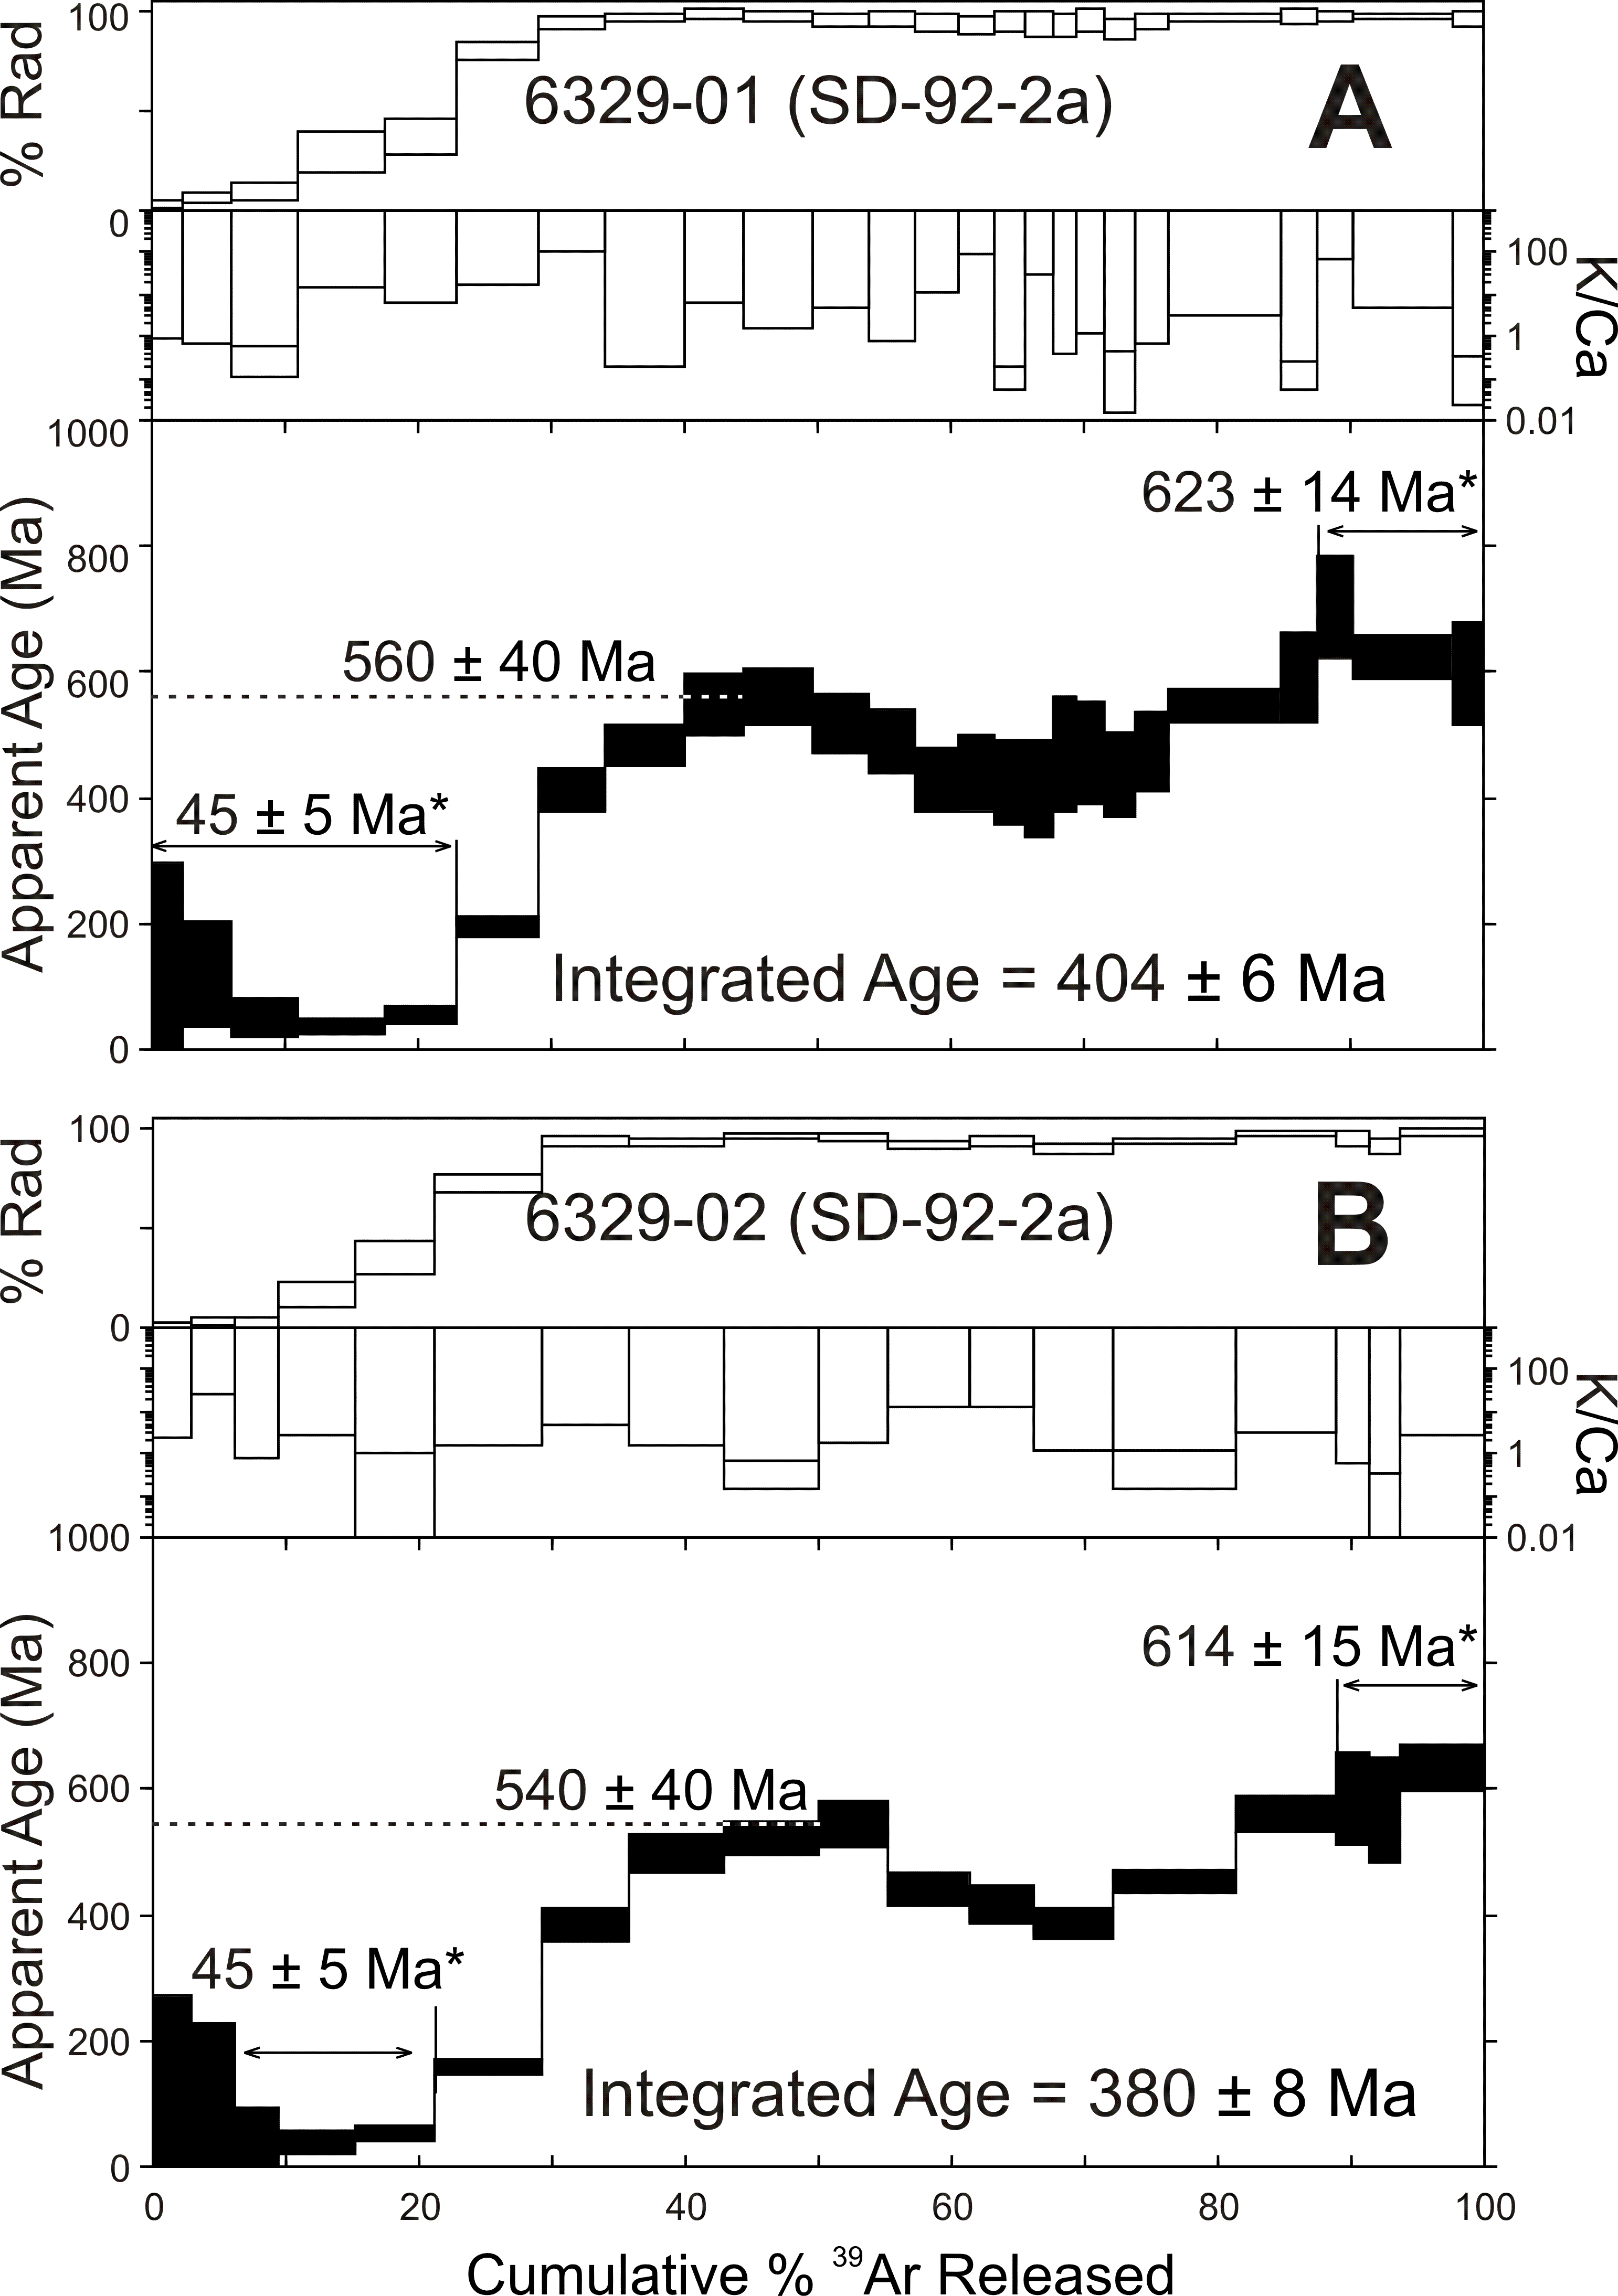 100
% Rad
6329-01 (SD-92-2a)
A
0
100
K/Ca
1
0.01
1000
623 ± 14 Ma*
800
Apparent Age (Ma)
560 ± 40 Ma
600
400
45 ± 5 Ma*
200
Integrated Age = 404 ± 6 Ma
0
100
% Rad
6329-02 (SD-92-2a)
B
0
100
K/Ca
1
0.01
1000
614 ± 15 Ma*
800
Apparent Age (Ma)
540 ± 40 Ma
600
400
45 ± 5 Ma*
200
Integrated Age = 380 ± 8 Ma
0
0 20 40 60 80 100
Cumulative % ³⁹Ar Released